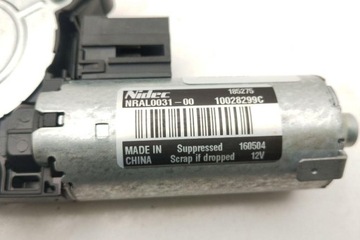 Nidec 185275
NRAL0031-00 10028299C
MADE IN Suppressed 160504
CHINA Scrap if dropped 12V